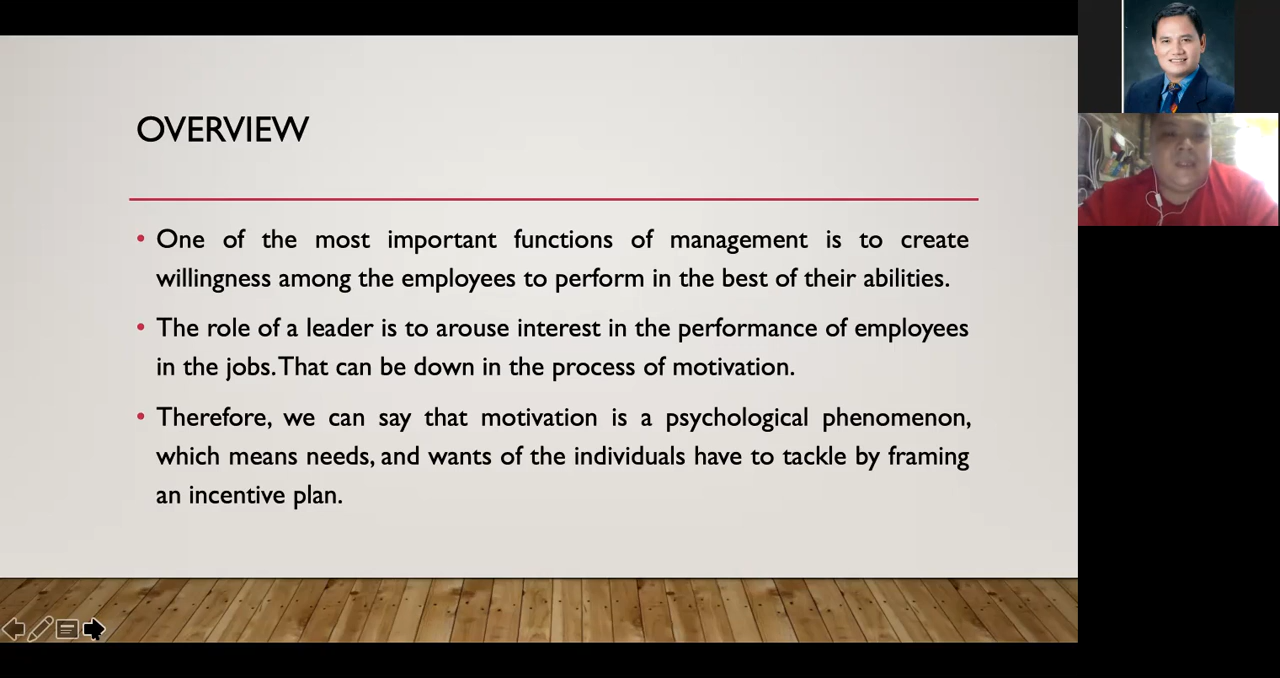 OVERVIEW
• One of the most important functions of management is to create
willingness among the employees to perform in the best of their abilities.
• The role of a leader is to arouse interest in the performance of employees
in the jobs. That can be down in the process of motivation.
• Therefore, we can say that motivation is a psychological phenomenon,
which means needs, and wants of the individuals have to tackle by framing
an incentive plan.